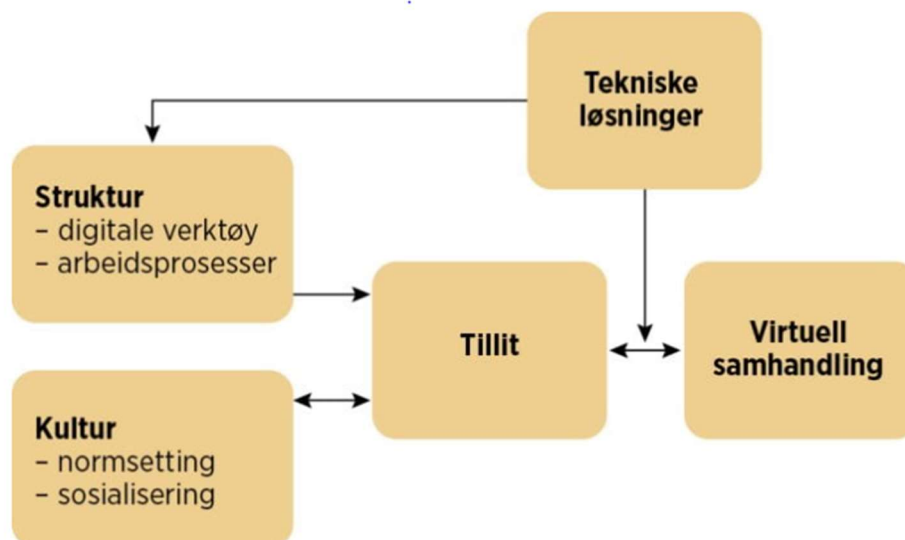 Tekniske
løsninger
Struktur
– digitale verktøy
– arbeidsprosesser
Tillit
Virtuell
samhandling
Kultur
– normsetting
– sosialisering